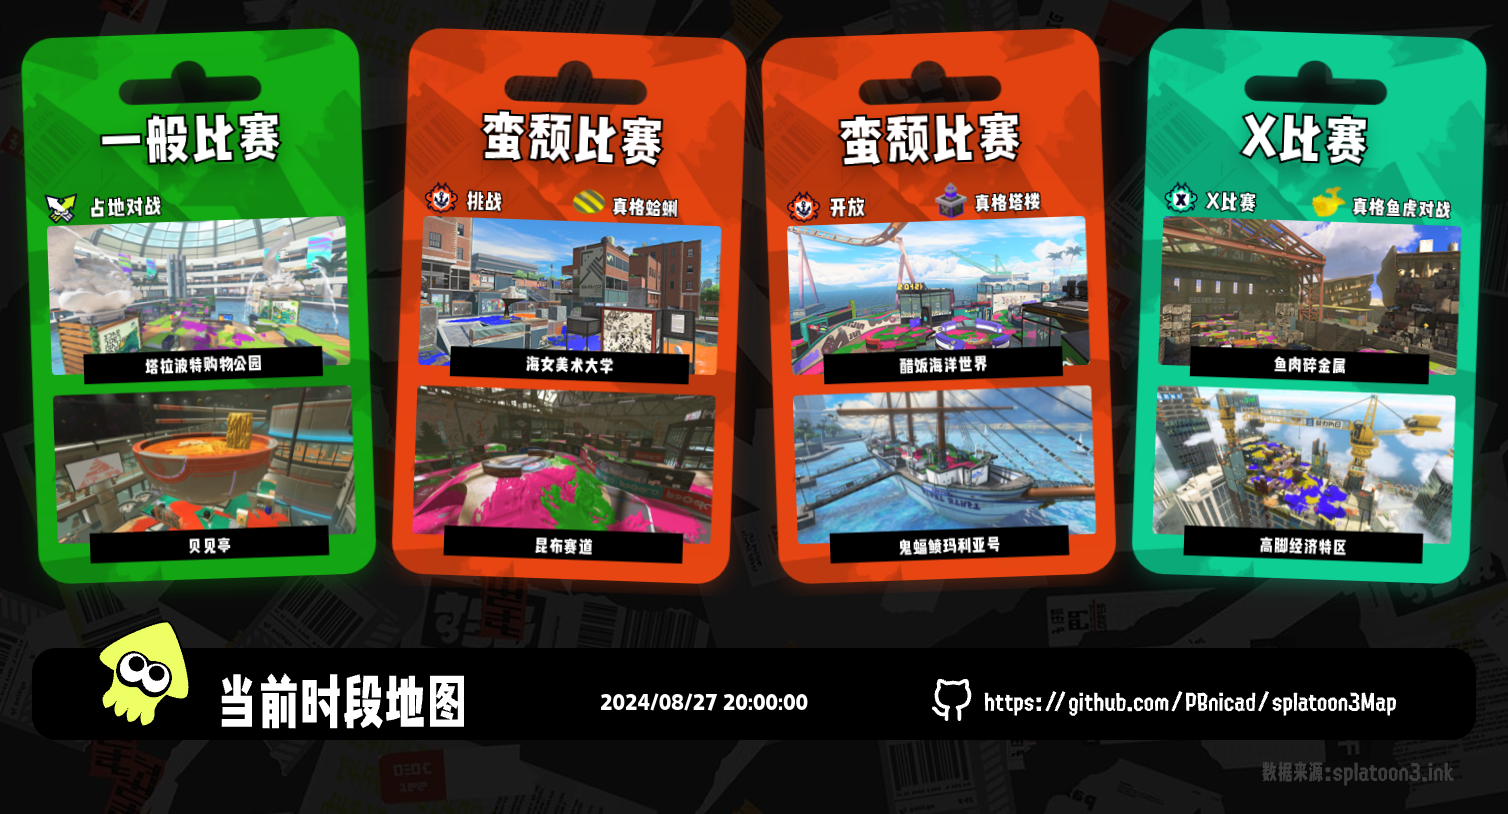 一般比赛
占地对战
塔拉波特购物公园
贝见亭
蛮颓比赛
挑战
真格蛤蜊
海女美术大学
昆布赛道
蛮颓比赛
开放
真格塔楼
醋饭海洋世界
鬼蝠鲼玛利亚号
X比赛
X比赛
真格鱼虎对战
鱼肉碎金属
高脚经济特区
当前时段地图
2024/08/27 20:00:00
https://github.com/PBnicad/splatoon3Map
数据来源:splatoon3.ink